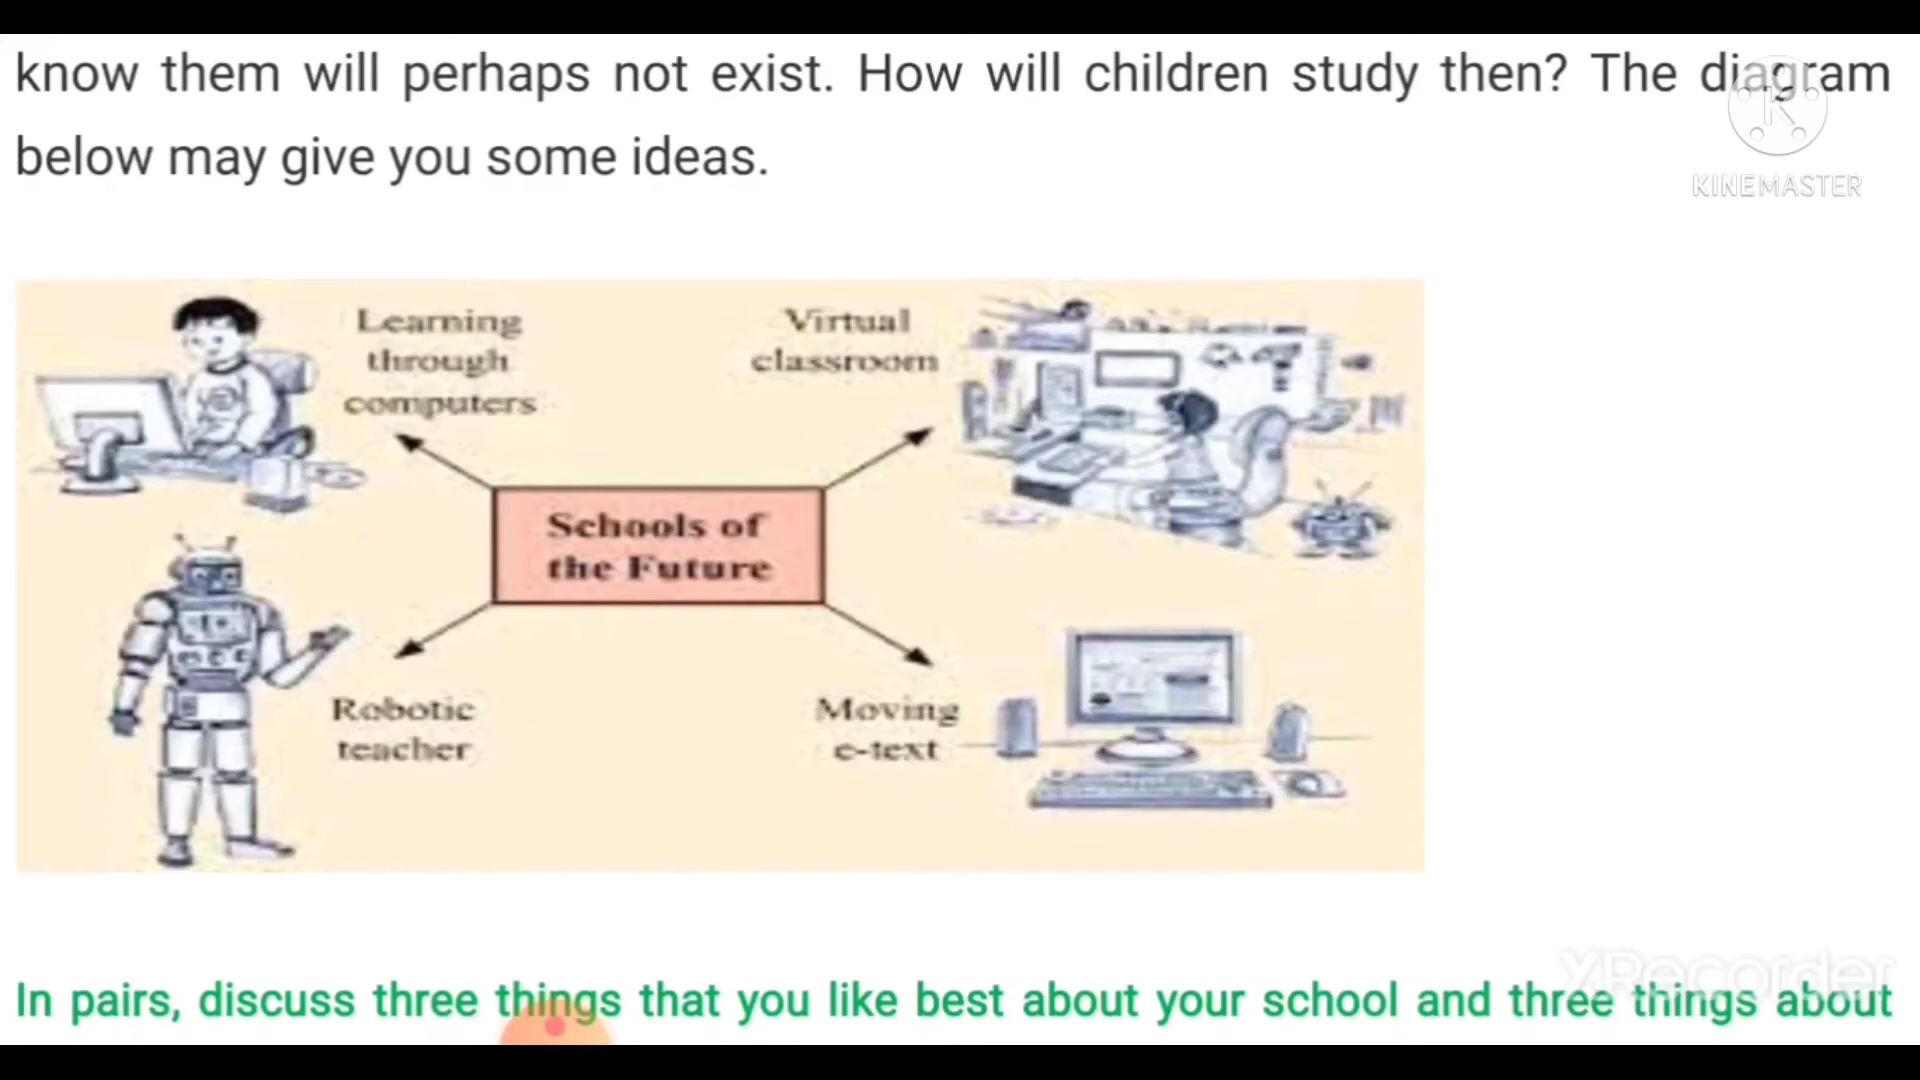 know them will perhaps not exist. How will children study then? The diagram
below may give you some ideas.
KINEMASTER
Learning
through
computers
Virtual
classroom
Schools of
the Future
Robotic
teacher
Moving
e-text
XRecorder
In pairs, discuss three things that you like best about your school and three things about